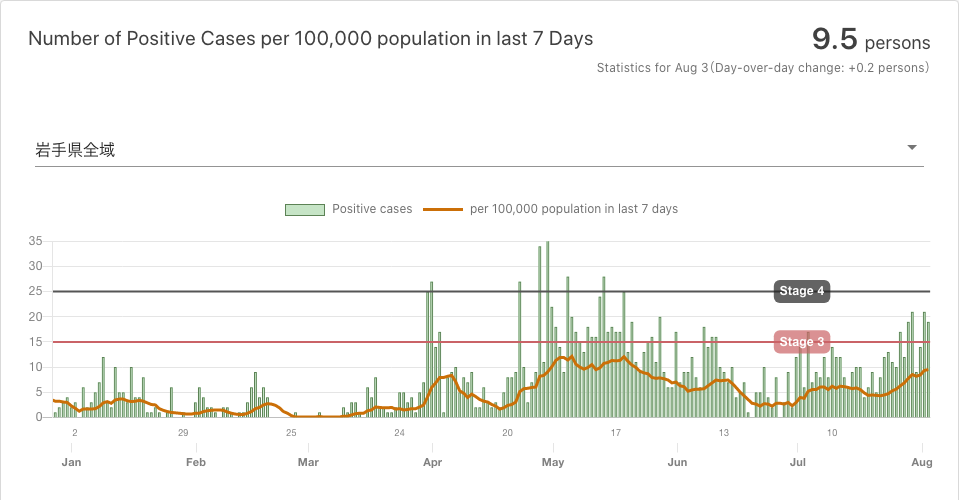 Number of Positive Cases per 100,000 population in last 7 Days
9.5 persons
Statistics for Aug 3(Day-over-day change: +0.2 persons)
岩手県全域
Positive cases
per 100,000 population in last 7 days
35
30
25
20
15
10
5
0
Stage 4
Stage 3
2 29 25 24 20 17 13 10
Jan Feb Mar Apr May Jun Jul Aug